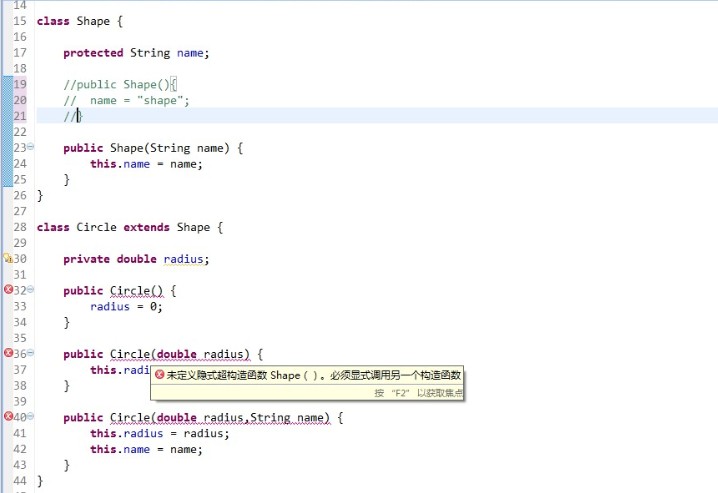 14
15 class Shape {
16
17     protected String name;
18
19     //public Shape(){
20     //  name = "shape";
21     //}
22
23     public Shape(String name) {
24         this.name = name;
25     }
26 }
27
28 class Circle extends Shape {
29
30     private double radius;
31
32     public Circle() {
33         radius = 0;
34     }
35
36     public Circle(double radius) {
37         this.radi
未定义隐式超构造函数 Shape（）。必须显式调用另一个构造函数
38     }
按 “F2” 以获取焦点
39
40     public Circle(double radius,String name) {
41         this.radius = radius;
42         this.name = name;
43     }
44 }